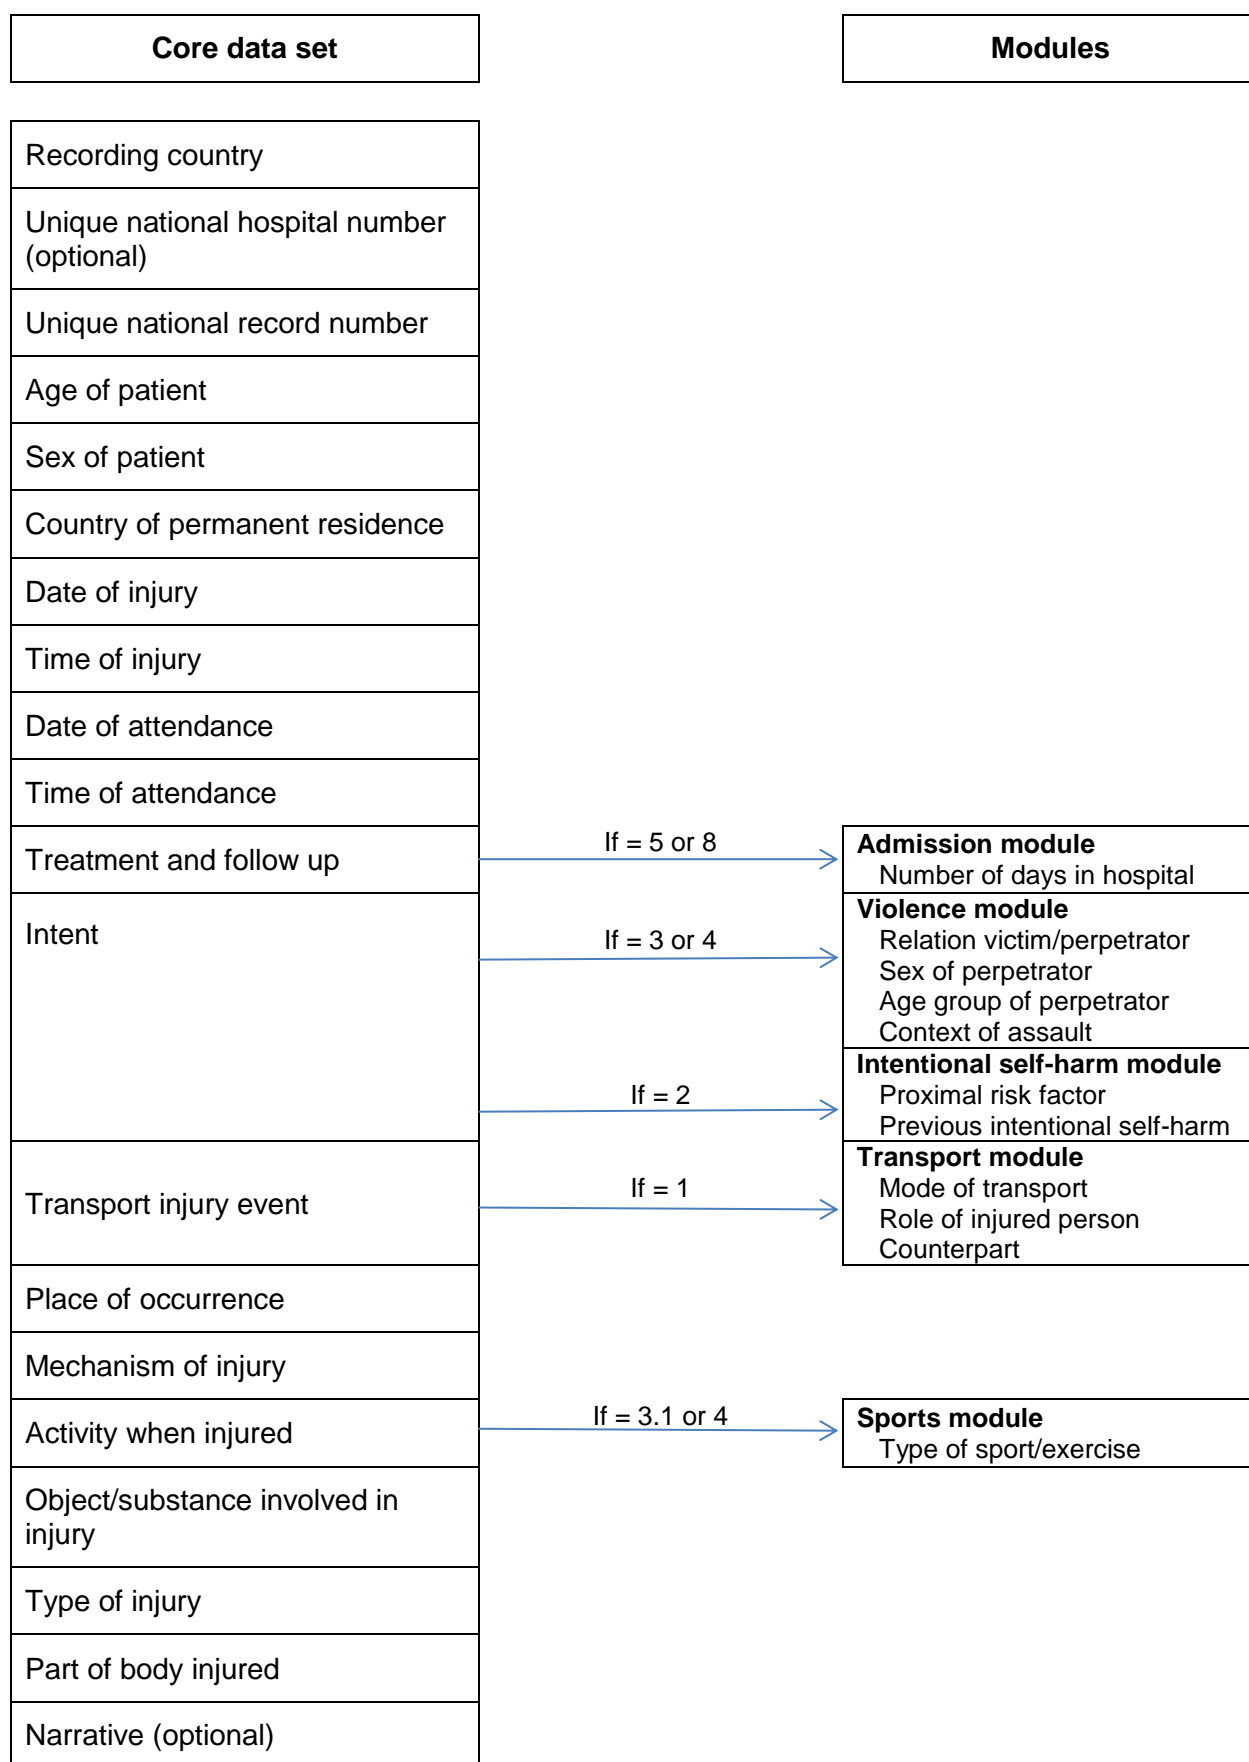 Core data set
Modules
Recording country
Unique national hospital number
(optional)
Unique national record number
Age of patient
Sex of patient
Country of permanent residence
Date of injury
Time of injury
Date of attendance
Time of attendance
Treatment and follow up
If = 5 or 8
Admission module
Number of days in hospital
Intent
If = 3 or 4
Violence module
Relation victim/perpetrator
Sex of perpetrator
Age group of perpetrator
Context of assault
If = 2
Intentional self-harm module
Proximal risk factor
Previous intentional self-harm
Transport injury event
If = 1
Transport module
Mode of transport
Role of injured person
Counterpart
Place of occurrence
Mechanism of injury
Activity when injured
If = 3.1 or 4
Sports module
Type of sport/exercise
Object/substance involved in
injury
Type of injury
Part of body injured
Narrative (optional)